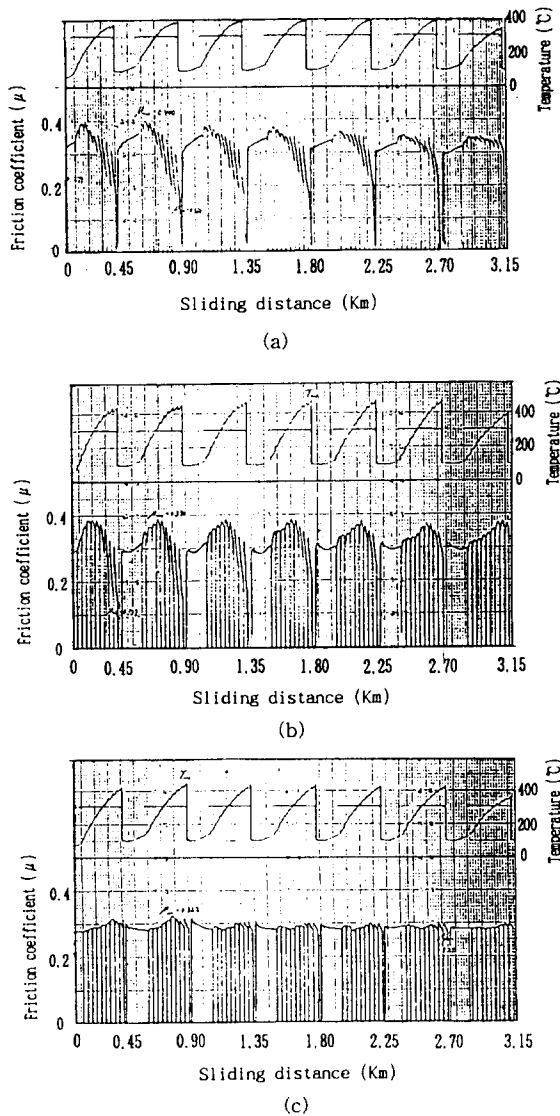 400
200
0
Temperature (℃)
0.4
0.2
0
Friction coefficient (μ)
0 0.45 0.90 1.35 1.80 2.25 2.70 3.15
Sliding distance (Km)
(a)
400
200
0
Temperature (℃)
0.4
0.2
0
Friction coefficient (μ)
0 0.45 0.90 1.35 1.80 2.25 2.70 3.15
Sliding distance (Km)
(b)
400
200
0
Temperature (℃)
0.4
0.2
0
Friction coefficient (μ)
0 0.45 0.90 1.35 1.80 2.25 2.70 3.15
Sliding distance (Km)
(c)